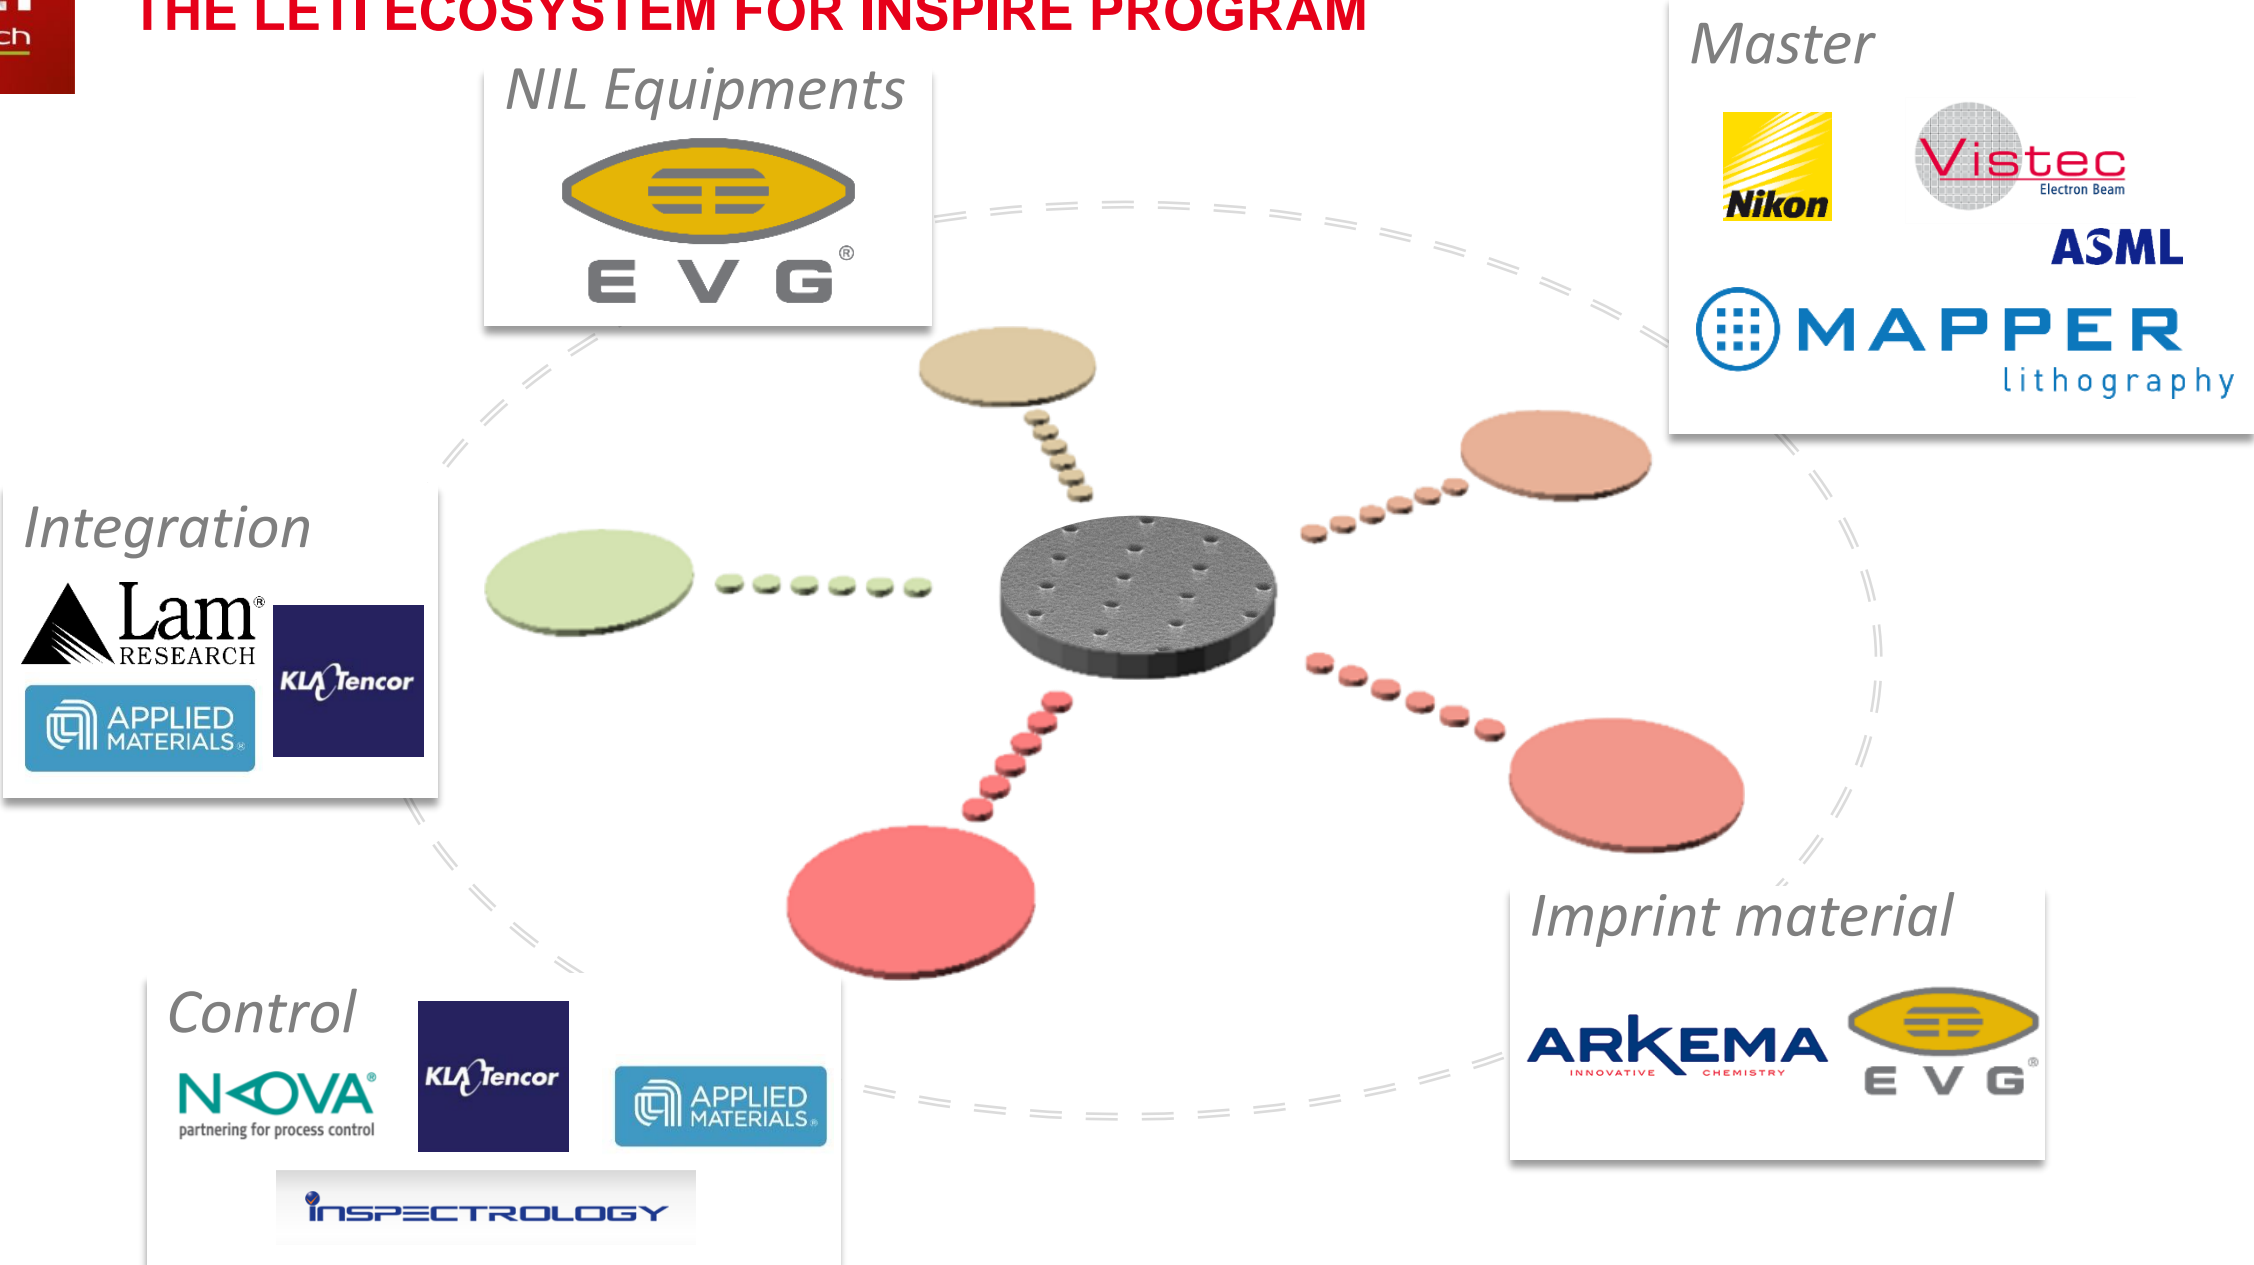 THE LETI ECOSYSTEM FOR INSPIRE PROGRAM
ch
NIL Equipments
EVG®
Master
Nikon
Vistec
Electron Beam
ASML
MAPPER
lithography
Integration
Lam®
RESEARCH
KLA Tencor
APPLIED
MATERIALS®
Imprint material
ARKEMA
INNOVATIVE CHEMISTRY
EVG®
Control
NOVA®
partnering for process control
KLA Tencor
APPLIED
MATERIALS®
INSPECTROLOGY